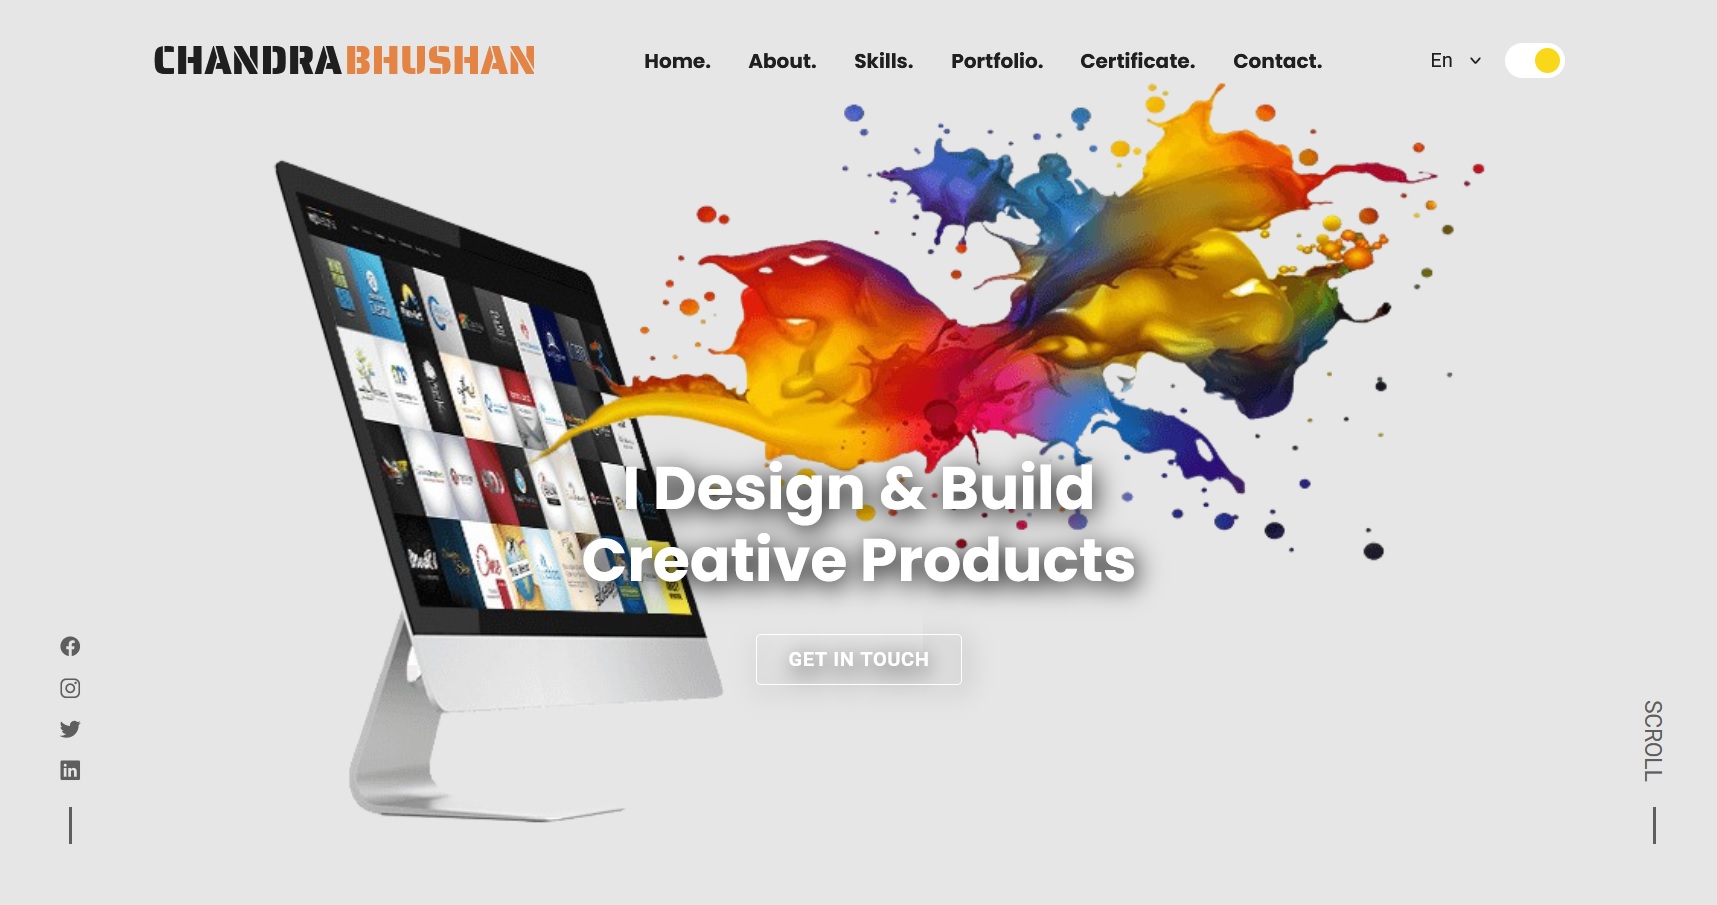 CHANDRABHUSHAN
Home. About. Skills. Portfolio. Certificate. Contact.
En
I Design & Build
Creative Products
GET IN TOUCH
SCROLL